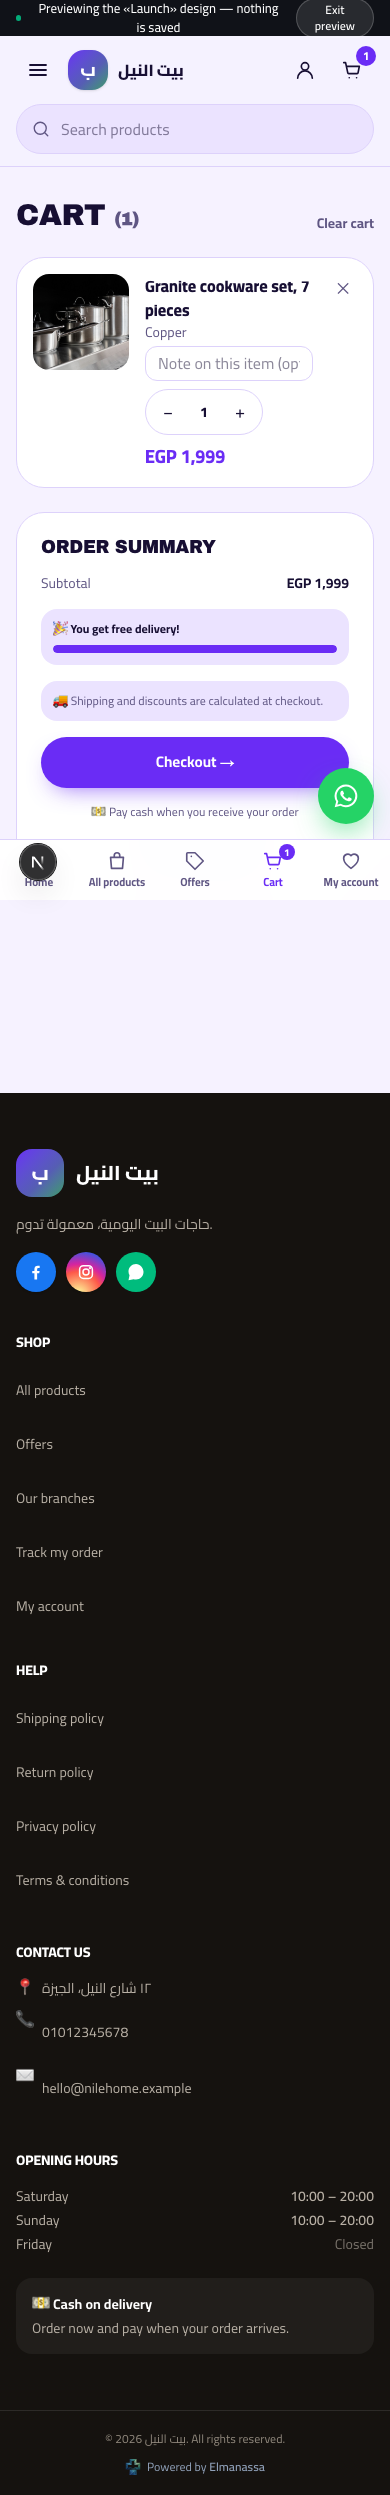 Previewing the «Launch» design — nothing
is saved
Exit
preview
ب
بيت النيل
1
Search products
CART (1)
Clear cart
Granite cookware set, 7
pieces
Copper
Note on this item (op
− 1 +
EGP 1,999
ORDER SUMMARY
Subtotal EGP 1,999
🎉 You get free delivery!
🚚 Shipping and discounts are calculated at checkout.
Checkout →
💵 Pay cash when you receive your order
N
1
Home All products Offers Cart My account
ب
بيت النيل
حاجات البيت اليومية، معمولة تدوم.
SHOP
All products
Offers
Our branches
Track my order
My account
HELP
Shipping policy
Return policy
Privacy policy
Terms & conditions
CONTACT US
📍 ١٢ شارع النيل، الجيزة
📞 01012345678
✉️ hello@nilehome.example
OPENING HOURS
Saturday 10:00 – 20:00
Sunday 10:00 – 20:00
Friday Closed
💵 Cash on delivery
Order now and pay when your order arrives.
© 2026 بيت النيل. All rights reserved.
Powered by Elmanassa